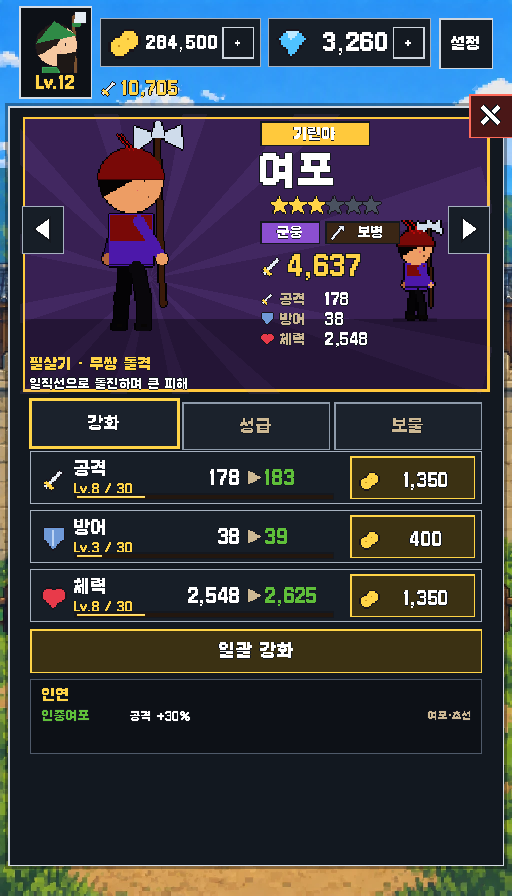 284,500 +
3,260 +
설정
Lv.12
10,705
기린아
여포
군웅
보병
4,637
공격 178
방어 38
체력 2,548
필살기 · 무쌍 돌격
일직선으로 돌진하며 큰 피해
강화
성급
보물
공격
Lv.8 / 30
178 ▶ 183
1,350
방어
Lv.3 / 30
38 ▶ 39
400
체력
Lv.8 / 30
2,548 ▶ 2,625
1,350
일괄 강화
인연
인중여포 공격 +30% 여포·초선